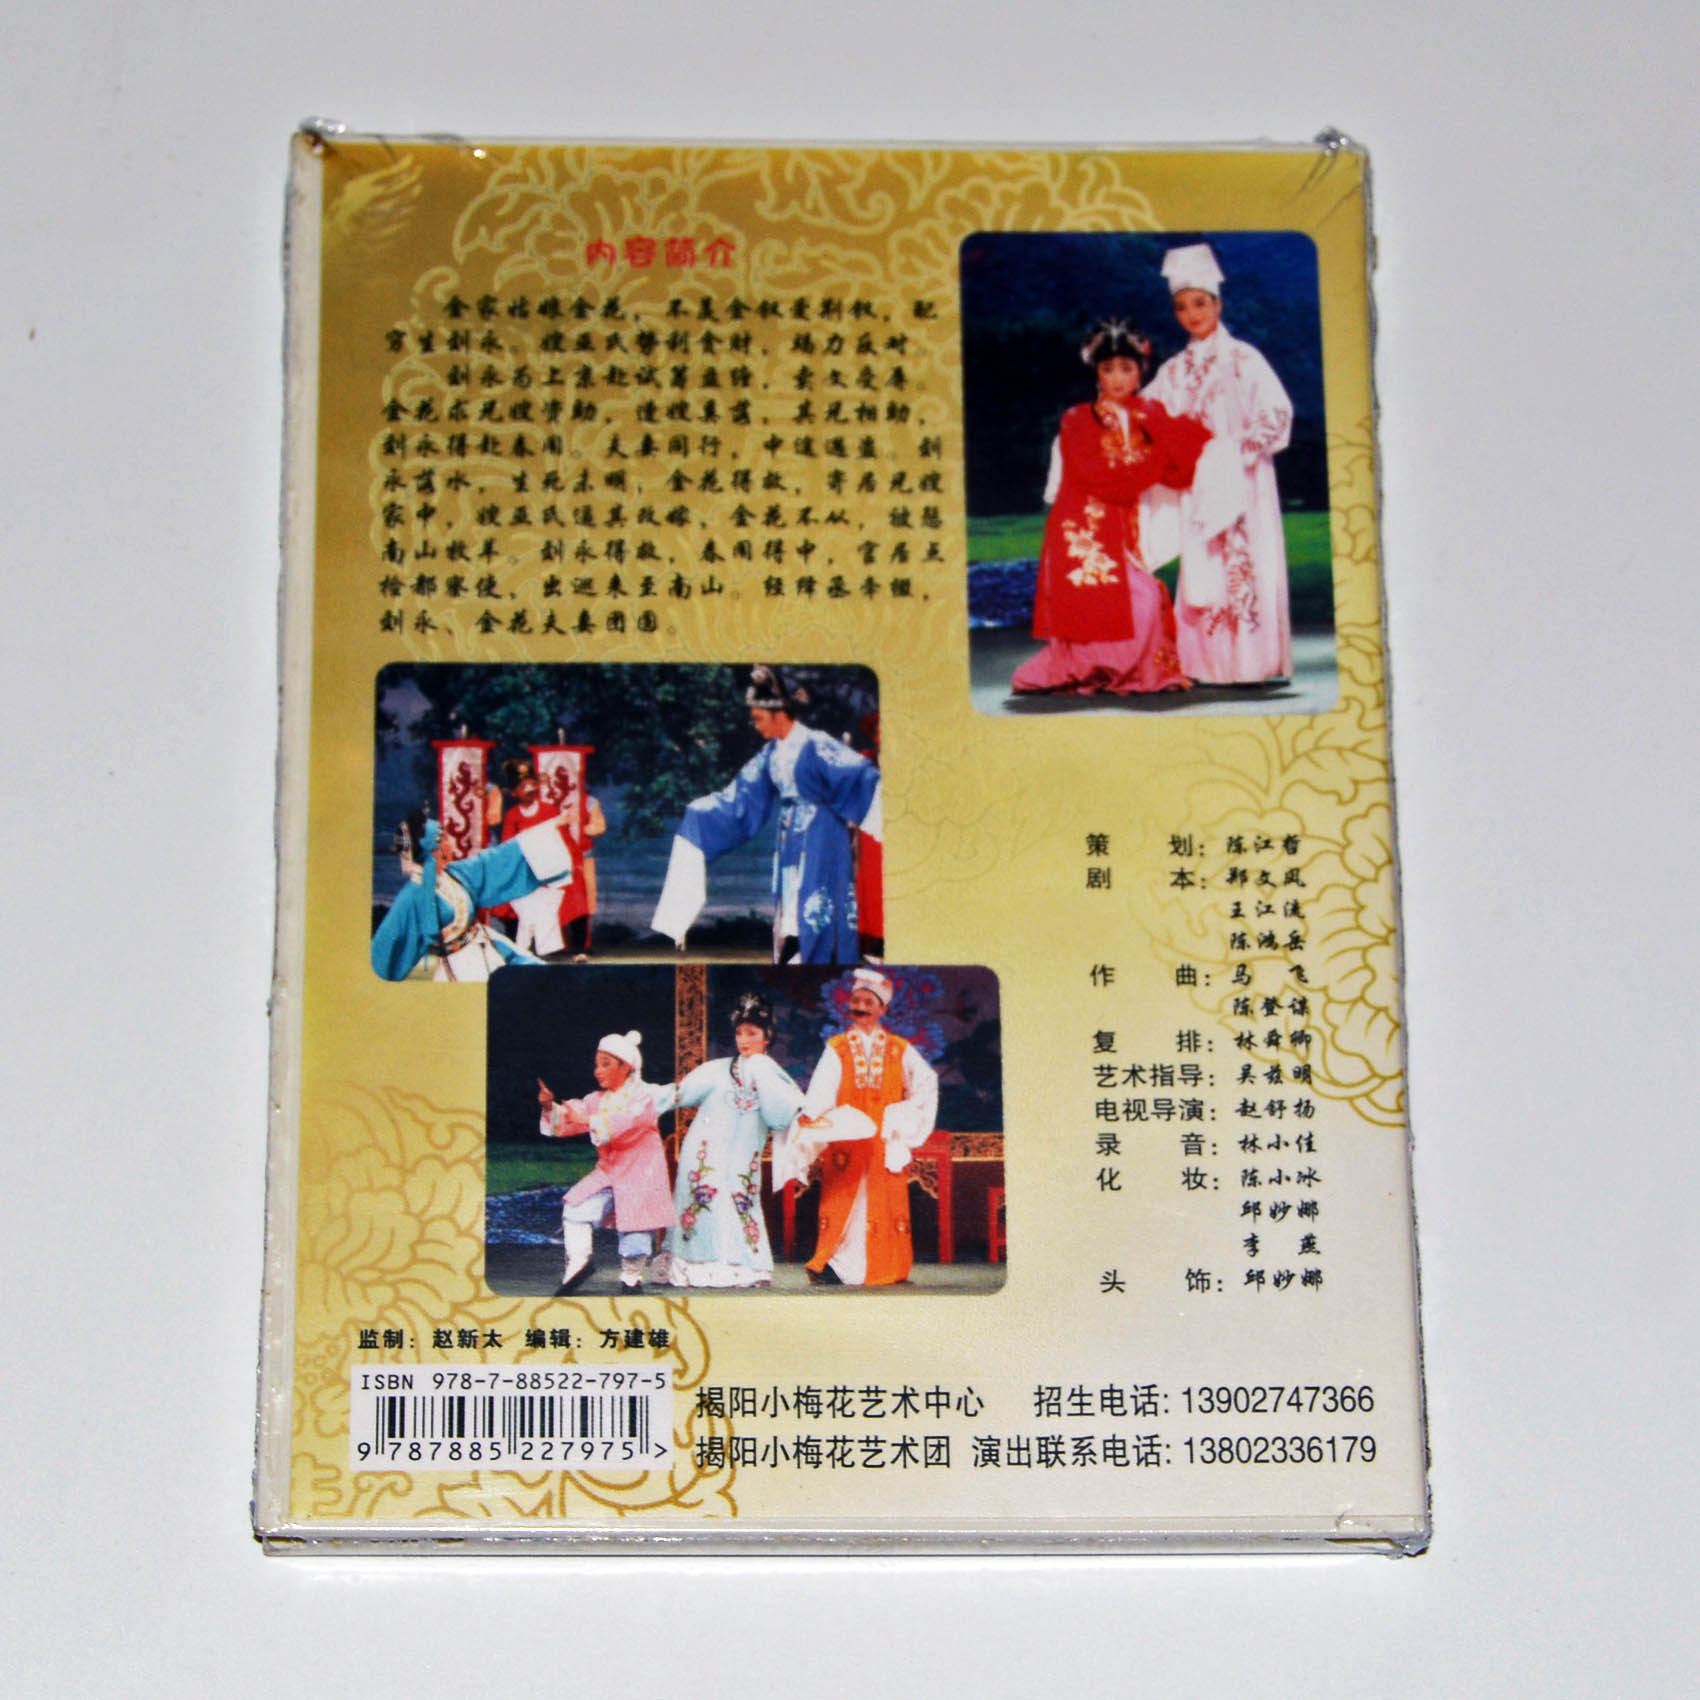 内容简介
金家姑娘金花，不羡金钗爱荆钗，配
穷生刘永。嫂巫氏势利贪财，竭力反对。
刘永为上京赴试筹盘缠，卖文受辱。
金花求兄嫂资助，遭嫂奚落，其兄相助，
刘永得赴春闱。夫妻同行，中途遇盗。刘
永落水，生死未明，金花得救，寄居兄嫂
家中，嫂巫氏逼其改嫁，金花不从，被惩
南山牧羊。刘永得救，春闱得中，官居点
检都察使，出巡来至南山。经绛丞牵缀，
刘永、金花夫妻团圆。
策划：陈江哲
剧本：郑文风
王江流
陈鸿岳
作曲：马飞
陈登谋
复排：林舜卿
艺术指导：吴兹明
电视导演：赵舒扬
录音：林小佳
化妆：陈小冰
邱妙娜
李燕
头饰：邱妙娜
监制：赵新太 编辑：方建雄
ISBN 978-7-88522-797-5
9 787885 227975 >
揭阳小梅花艺术中心 招生电话: 13902747366
揭阳小梅花艺术团 演出联系电话: 13802336179